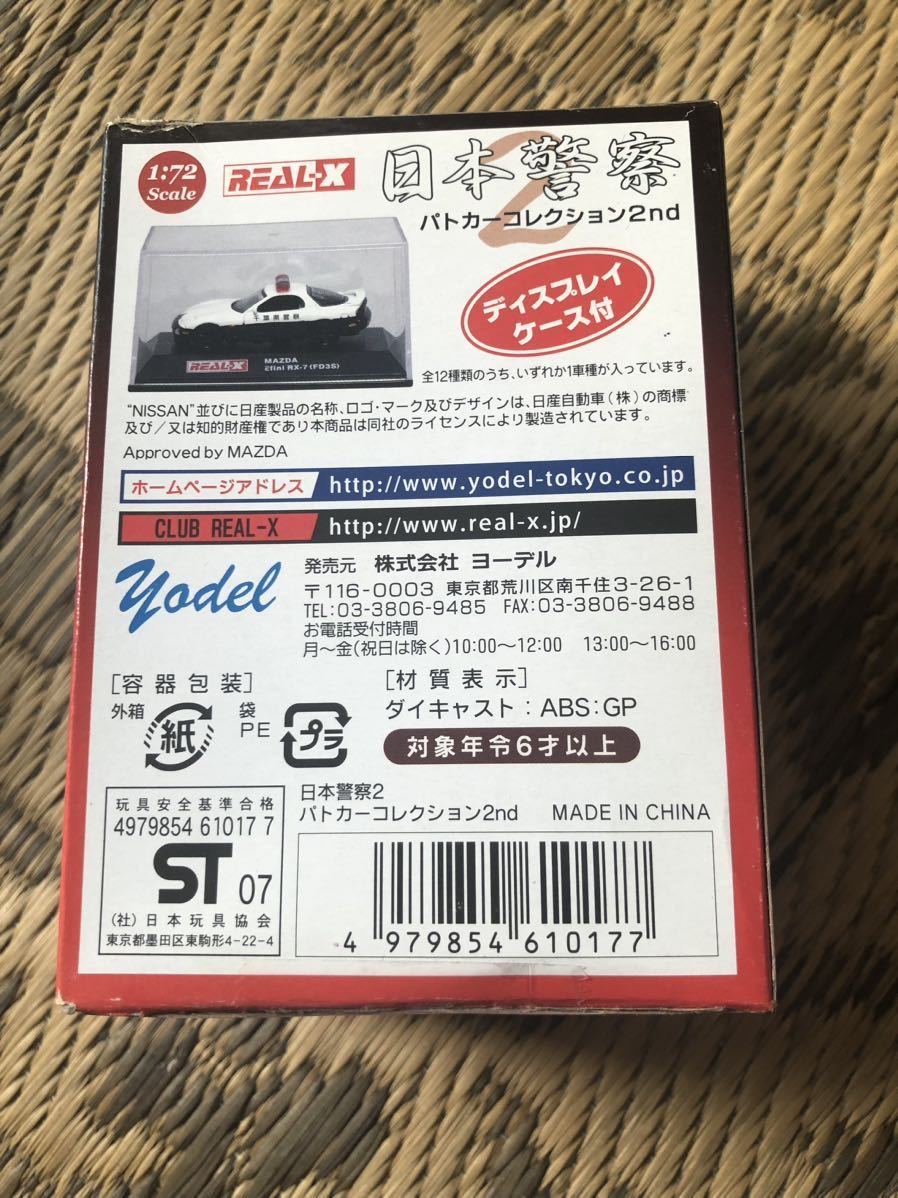 1:72
Scale
REAL-X
日本警察
2
パトカーコレクション2nd
ディスプレイ
ケース付
千葉県警察
REAL-X
MAZDA
εfini RX-7 (FD3S)
全12種類のうち、いずれか1車種が入っています。
“NISSAN”並びに日産製品の名称、ロゴ・マーク及びデザインは、日産自動車(株)の商標
及び/又は知的財産権であり本商品は同社のライセンスにより製造されています。
Approved by MAZDA
ホームページアドレス http://www.yodel-tokyo.co.jp
CLUB REAL-X http://www.real-x.jp/
yodel
発売元 株式会社 ヨーデル
〒116-0003 東京都荒川区南千住3-26-1
TEL:03-3806-9485 FAX:03-3806-9488
お電話受付時間
月～金(祝日は除く)10:00～12:00 13:00～16:00
[容器包装]
外箱 紙 袋 PE プラ
[材質表示]
ダイキャスト:ABS:GP
対象年令6才以上
玩具安全基準合格
4979854 61017 7
ST 07
(社)日本玩具協会
東京都墨田区東駒形4-22-4
日本警察2
パトカーコレクション2nd MADE IN CHINA
4 979854 610177